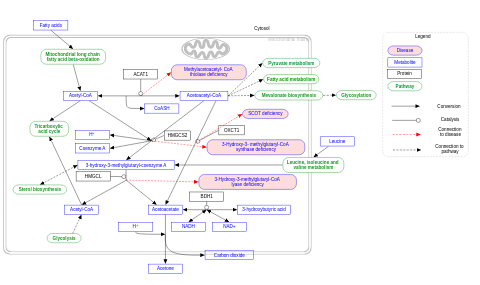 Cytosol
Fatty acids
Mitochondrial long chain
fatty acid beta-oxidation
ACAT1
Methylacetoacetyl- CoA
thiolase deficiency
Pyruvate metabolism
Fatty acid metabolism
Acetyl-CoA
Acetoacetyl-CoA
Mevalonate biosynthesis
Glycosylation
CoASH
SCOT deficiency
Tricarboxylic
acid cycle
H⁺
Coenzyme A
HMGCS2
OXCT1
3-Hydroxy-3- methylglutaryl-CoA
synthase deficiency
Leucine
3-hydroxy-3-methylglutaryl-coenzyme A
Leucine, isoleucine and
valine metabolism
HMGCL
3-Hydroxy-3-methylglutaryl-CoA
lyase deficiency
Sterol biosynthesis
BDH1
Acetyl-CoA
Acetoacetate
3-hydroxybutyric acid
H⁺
NADH
NAD+
Glycolysis
Carbon dioxide
Acetone
Legend
Disease
Metabolite
Protein
Pathway
Conversion
Catalysis
Connection
to disease
Connection to
pathway